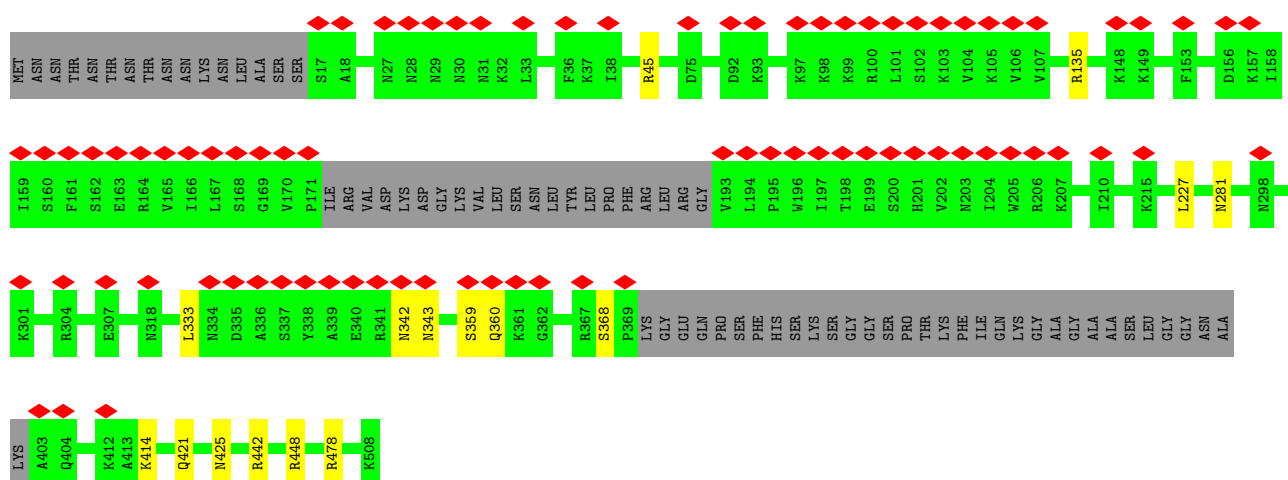 MET ASN ASN THR ASN THR ASN THR ASN ASN LYS ASN LEU ALA SER SER S17 A18 N27 N28 N29 N30 N31 K32 L33 F36 K37 I38 R45 D75 D92 K93 K97 K98 K99 R100 L101 S102 K103 V104 K105 V106 V107 R135 K148 K149 F153 D156 K157 I158
I159 S160 F161 S162 E163 R164 V165 I166 L167 S168 G169 V170 P171 ILE ARG VAL ASP LYS ASP GLY LYS VAL LEU SER ASN LEU TYR LEU PRO PHE ARG LEU ARG GLY V193 L194 P195 W196 I197 T198 E199 S200 H201 V202 N203 I204 W205 R206 K207 I210 K215 L227 N281 N298
K301 R304 E307 N318 L333 N334 D335 A336 S337 Y338 A339 E340 R341 N342 N343 S359 Q360 K361 G362 R367 S368 P369 LYS GLY GLU GLN PRO SER PHE HIS SER LYS SER GLY GLY SER PRO THR LYS PHE ILE GLN LYS GLY ALA GLY ALA ALA SER LEU GLY GLY ASN ALA
LYS A403 Q404 K412 A413 K414 Q421 N425 R442 R448 R478 K508